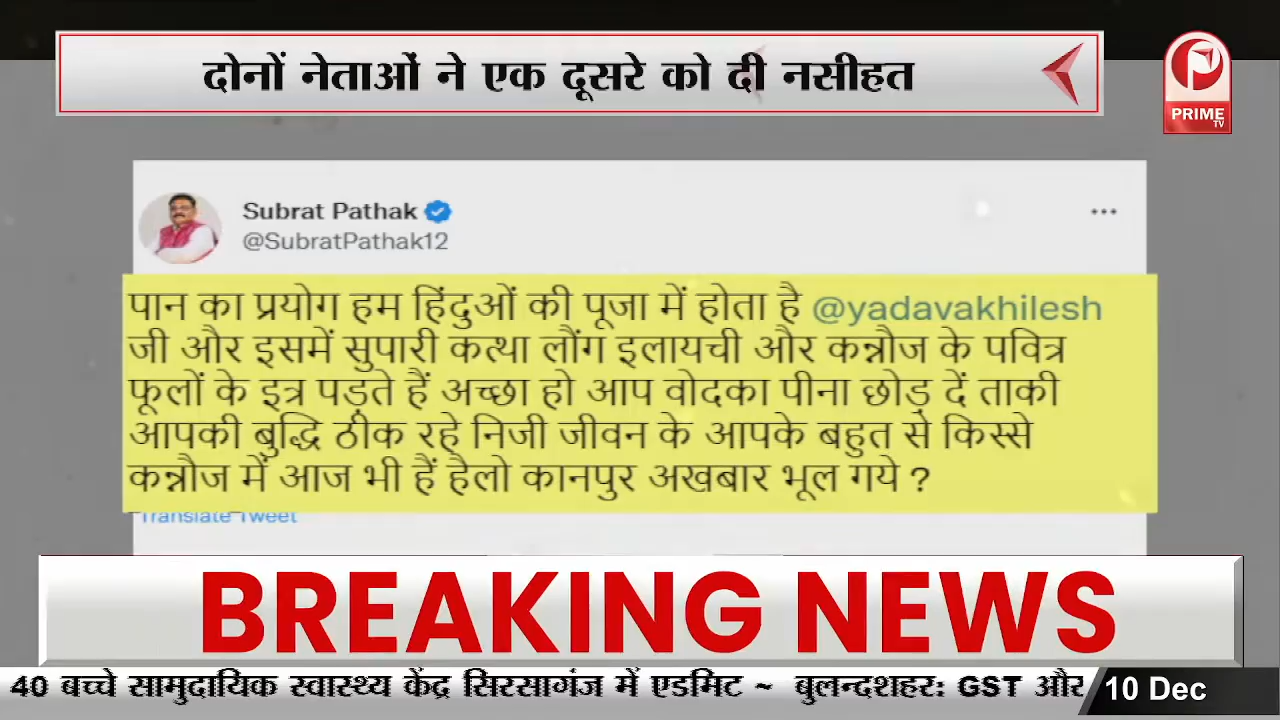 दोनों नेताओं ने एक दूसरे को दी नसीहत
PRIME
TV
Subrat Pathak
@SubratPathak12
पान का प्रयोग हम हिंदुओं की पूजा में होता है @yadavakhilesh
जी और इसमें सुपारी कत्था लौंग इलायची और कन्नौज के पवित्र
फूलों के इत्र पड़ते हैं अच्छा हो आप वोदका पीना छोड़ दें ताकी
आपकी बुद्धि ठीक रहे निजी जीवन के आपके बहुत से किस्से
कन्नौज में आज भी हैं हैलो कानपुर अखबार भूल गये ?
Translate Tweet
BREAKING NEWS
40 बच्चे सामुदायिक स्वास्थ्य केंद्र सिरसागंज में एडमिट ~ बुलन्दशहर: GST और
10 Dec